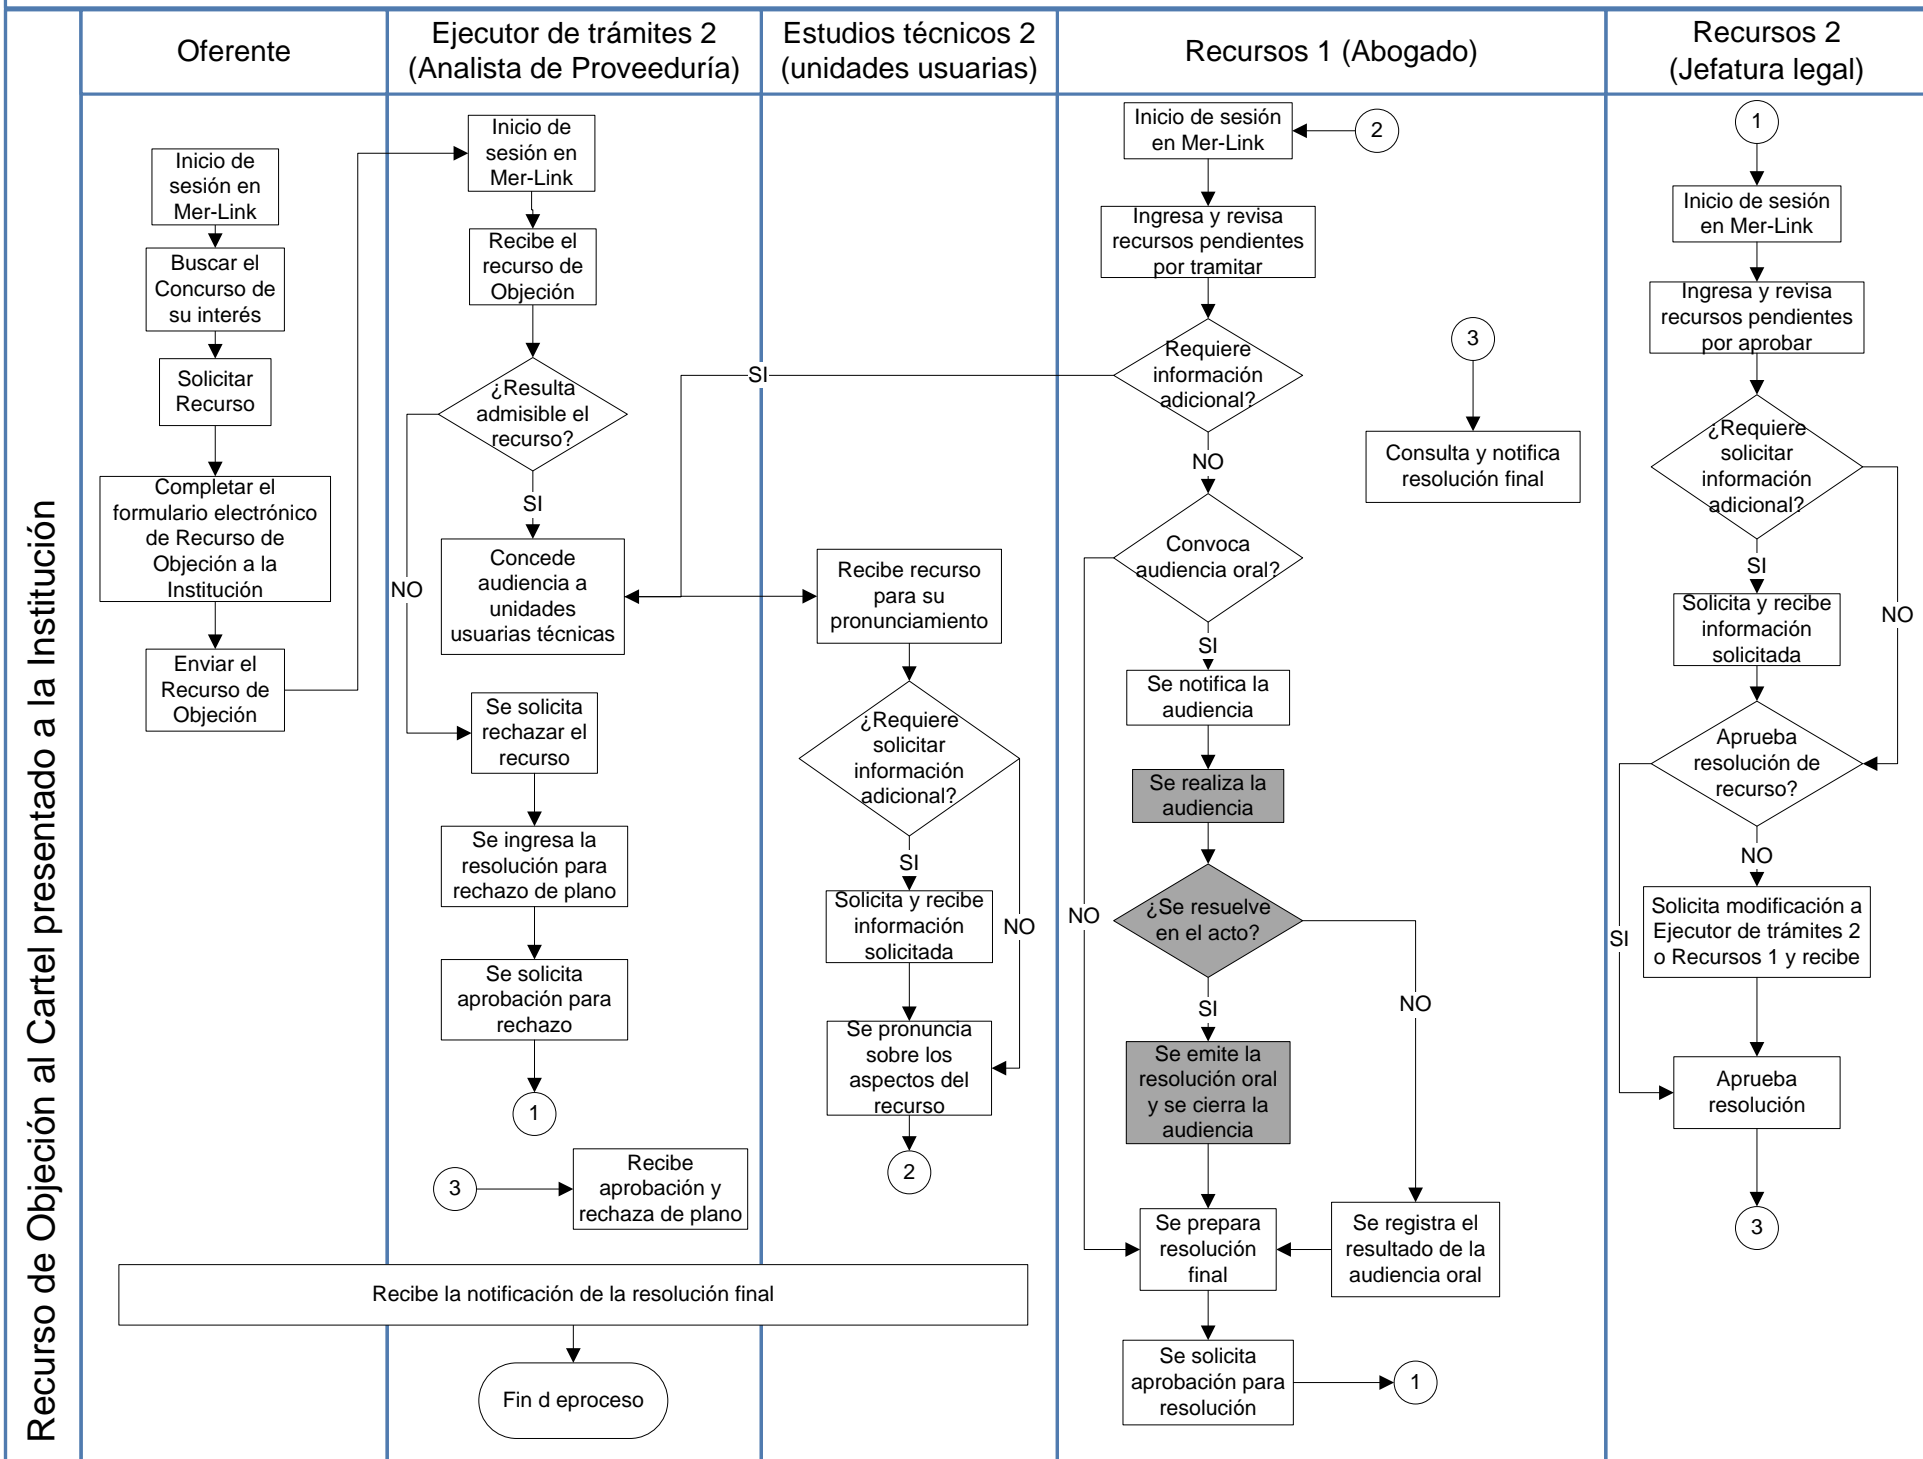 Recurso de Objeción al Cartel presentado a la Institución
Oferente
Ejecutor de trámites 2
(Analista de Proveeduría)
Estudios técnicos 2
(unidades usuarias)
Recursos 1 (Abogado)
Recursos 2
(Jefatura legal)
Inicio de
sesión en
Mer-Link
Buscar el
Concurso de
su interés
Solicitar
Recurso
Completar el
formulario electrónico
de Recurso de
Objeción a la
Institución
Enviar el
Recurso de
Objeción
Inicio de
sesión en
Mer-Link
Recibe el
recurso de
Objeción
¿Resulta
admisible el
recurso?
SI
NO
Concede
audiencia a
unidades
usuarias técnicas
Se solicita
rechazar el
recurso
Se ingresa la
resolución para
rechazo de plano
Se solicita
aprobación para
rechazo
1
3
Recibe
aprobación y
rechaza de plano
Recibe la notificación de la resolución final
Fin d eproceso
SI
Recibe recurso
para su
pronunciamiento
¿Requiere
solicitar
información
adicional?
SI
NO
Solicita y recibe
información
solicitada
Se pronuncia
sobre los
aspectos del
recurso
2
Inicio de sesión
en Mer-Link
2
Ingresa y revisa
recursos pendientes
por tramitar
Requiere
información
adicional?
NO
3
Consulta y notifica
resolución final
Convoca
audiencia oral?
SI
NO
Se notifica la
audiencia
Se realiza la
audiencia
¿Se resuelve
en el acto?
SI
NO
Se emite la
resolución oral
y se cierra la
audiencia
Se prepara
resolución
final
Se registra el
resultado de la
audiencia oral
Se solicita
aprobación para
resolución
1
1
Inicio de sesión
en Mer-Link
Ingresa y revisa
recursos pendientes
por aprobar
¿Requiere
solicitar
información
adicional?
SI
NO
Solicita y recibe
información
solicitada
Aprueba
resolución de
recurso?
NO
SI
Solicita modificación a
Ejecutor de trámites 2
o Recursos 1 y recibe
Aprueba
resolución
3